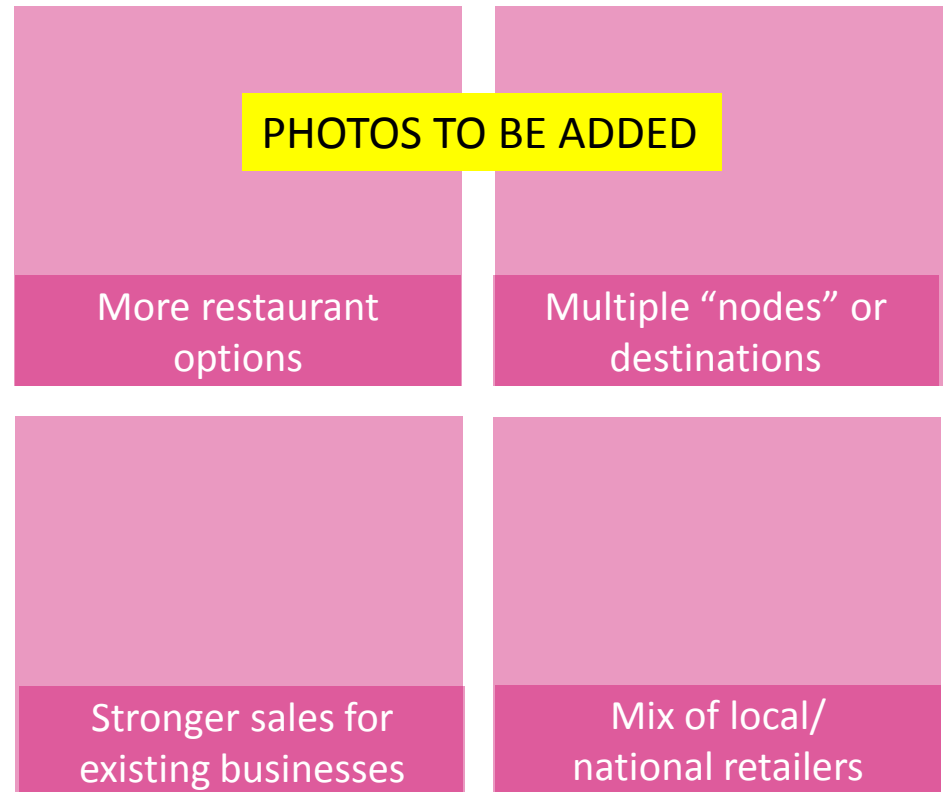 PHOTOS TO BE ADDED
More restaurant
options
Multiple “nodes” or
destinations
Stronger sales for
existing businesses
Mix of local/
national retailers